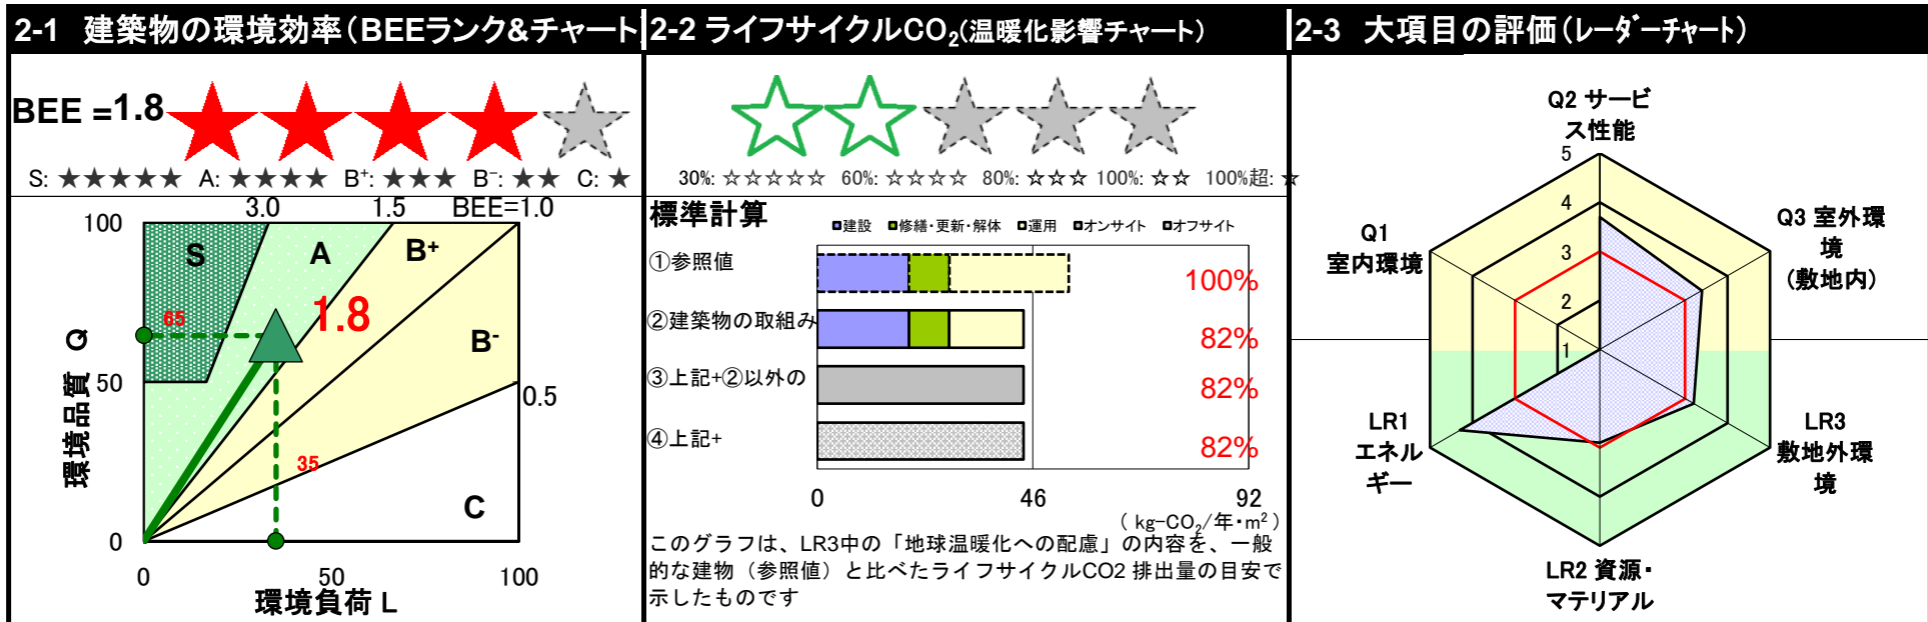 2-1 建築物の環境効率(BEEランク&チャート)
BEE =1.8
S: ★★★★★ A: ★★★★ B⁺: ★★★ B⁻: ★★ C: ★
3.0 1.5 BEE=1.0
100
S
A
B⁺
65
1.8
環境品質 Q
B⁻
50
0.5
35
C
0
0 50 100
環境負荷 L
2-2 ライフサイクルCO₂(温暖化影響チャート)
30%: ☆☆☆☆☆ 60%: ☆☆☆☆ 80%: ☆☆☆ 100%: ☆☆ 100%超: ☆
標準計算
建設 修繕・更新・解体 運用 オンサイト オフサイト
①参照値 100%
②建築物の取組み 82%
③上記+②以外の 82%
④上記+ 82%
0 46 92
( kg-CO₂/年・m² )
このグラフは、LR3中の「地球温暖化への配慮」の内容を、一般
的な建物（参照値）と比べたライフサイクルCO2 排出量の目安で
示したものです
2-3 大項目の評価(レーダーチャート)
Q2 サービ
ス性能
5
4
3
2
1
Q3 室外環
境
(敷地内)
Q1
室内環境
LR1
エネル
ギー
LR3
敷地外環
境
LR2 資源・
マテリアル